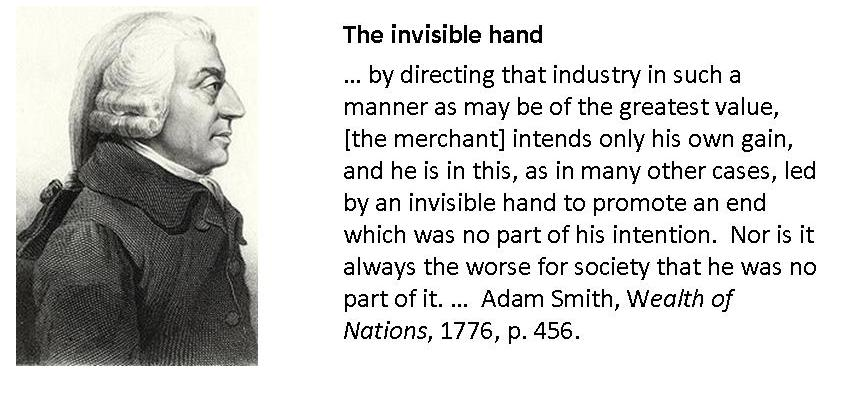 The invisible hand
… by directing that industry in such a
manner as may be of the greatest value,
[the merchant] intends only his own gain,
and he is in this, as in many other cases, led
by an invisible hand to promote an end
which was no part of his intention.  Nor is it
always the worse for society that he was no
part of it. …  Adam Smith, Wealth of
Nations, 1776, p. 456.